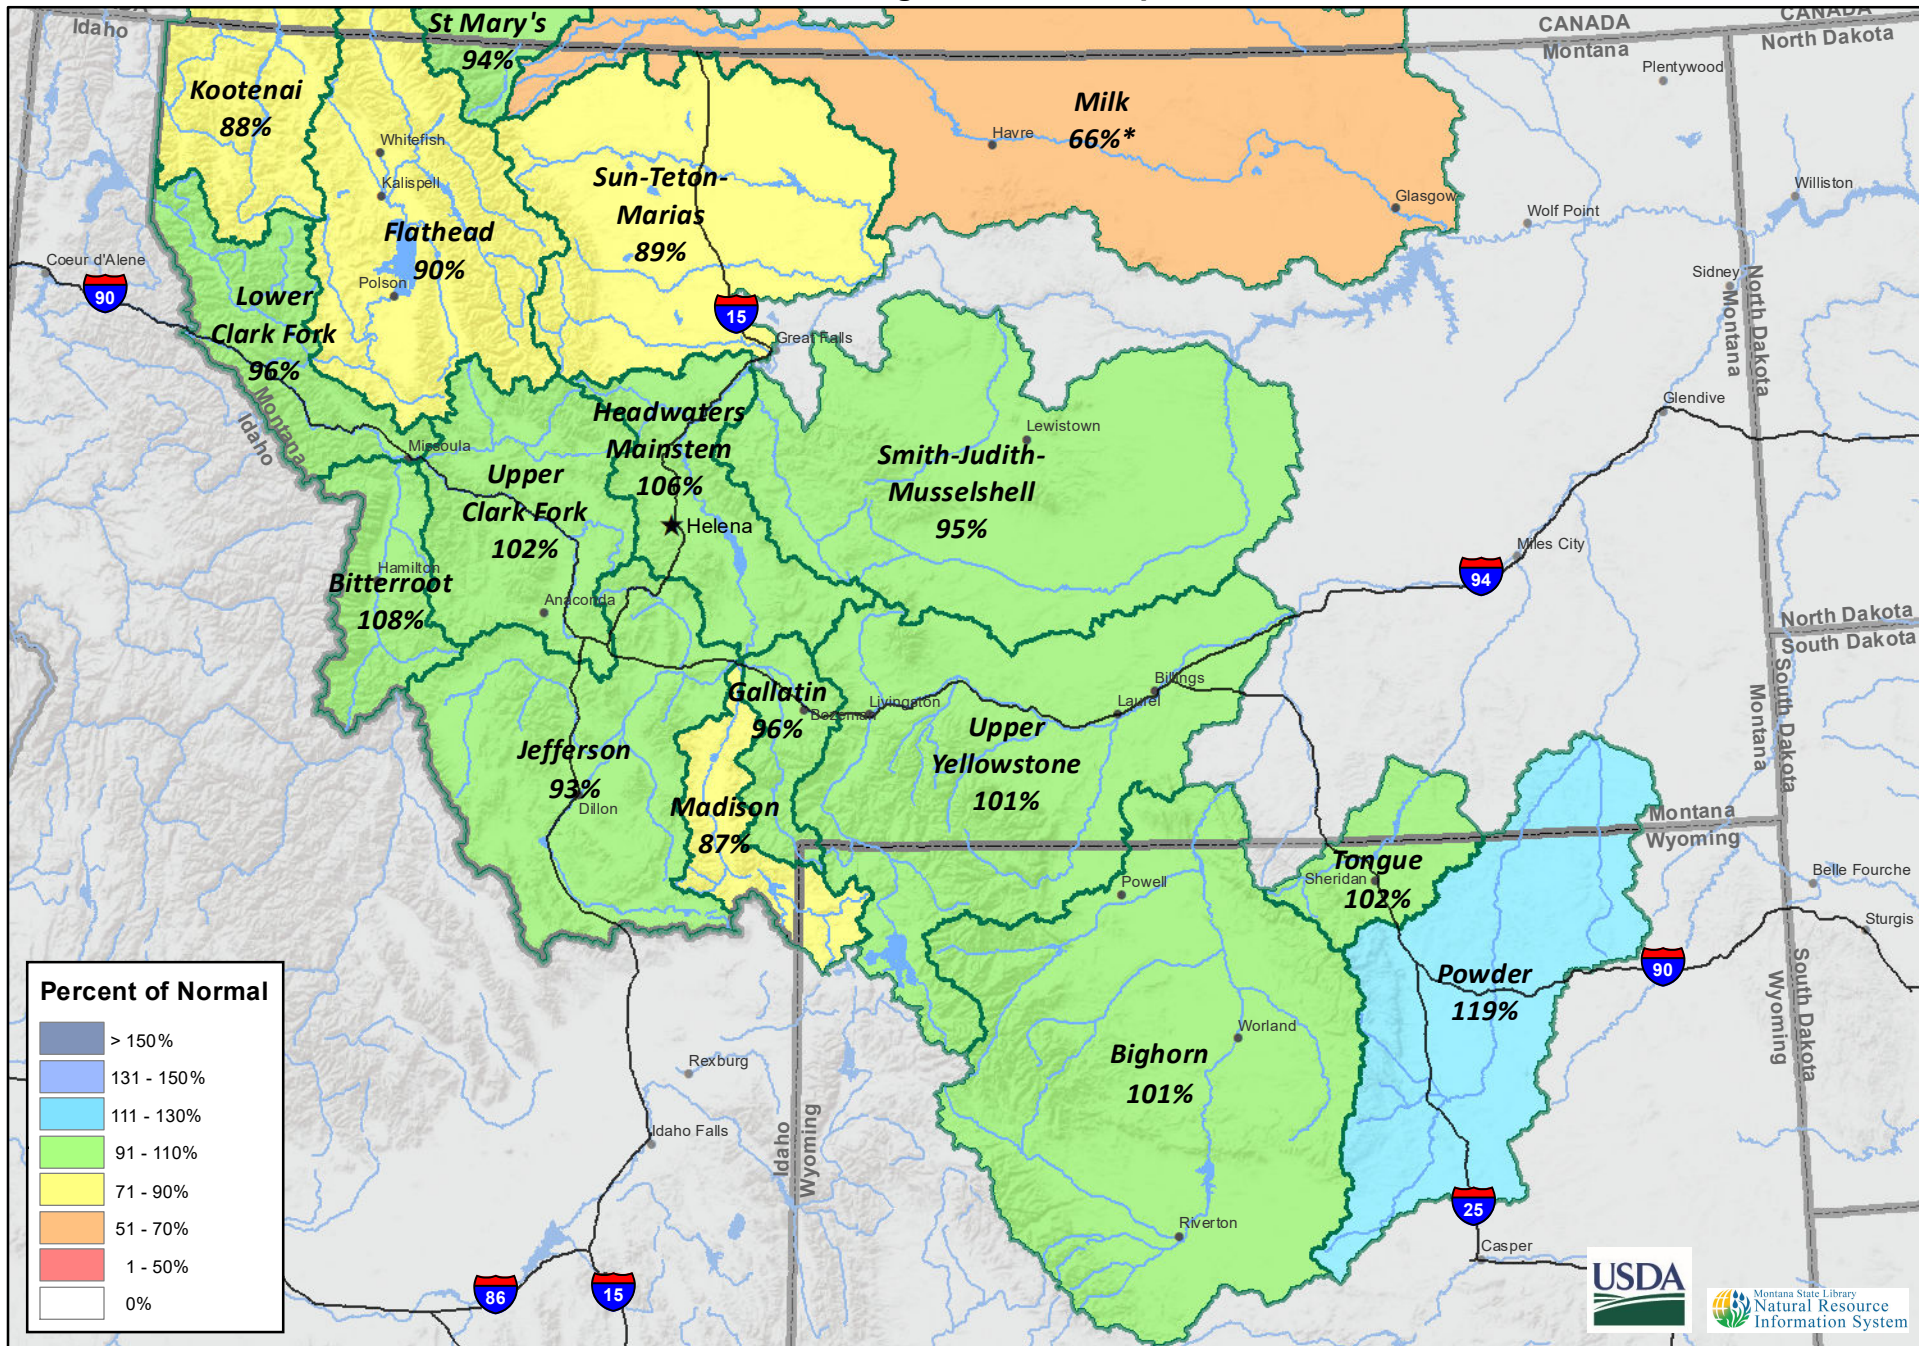 CANADA
CANADA
Idaho
Montana
North Dakota
St Mary's
94%
Kootenai
88%
Milk
66%*
Plentywood
Whitefish
Havre
Kalispell
Sun-Teton-
Marias
89%
Williston
Glasgow
Wolf Point
Flathead
90%
Coeur d'Alene
90
Polson
Lower
Clark Fork
96%
15
Great Falls
Sidney
North Dakota
Montana
Montana
Idaho
Headwaters
Mainstem
106%
Lewistown
Glendive
Missoula
Upper
Clark Fork
102%
Smith-Judith-
Musselshell
95%
Helena
Miles City
94
Hamilton
Bitterroot
108%
Anaconda
North Dakota
South Dakota
Gallatin
96%
Bozeman
Livingston
Billings
Laurel
Montana
South Dakota
Jefferson
93%
Dillon
Upper
Yellowstone
101%
Madison
87%
Montana
Wyoming
Tongue
102%
Sheridan
Powell
Belle Fourche
Sturgis
Powder
119%
90
South Dakota
Wyoming
Percent of Normal
> 150%
131 - 150%
111 - 130%
91 - 110%
71 - 90%
51 - 70%
1 - 50%
0%
Worland
Bighorn
101%
Rexburg
Idaho Falls
Idaho
Wyoming
Riverton
25
Casper
86
15
USDA
Montana State Library
Natural Resource
Information System